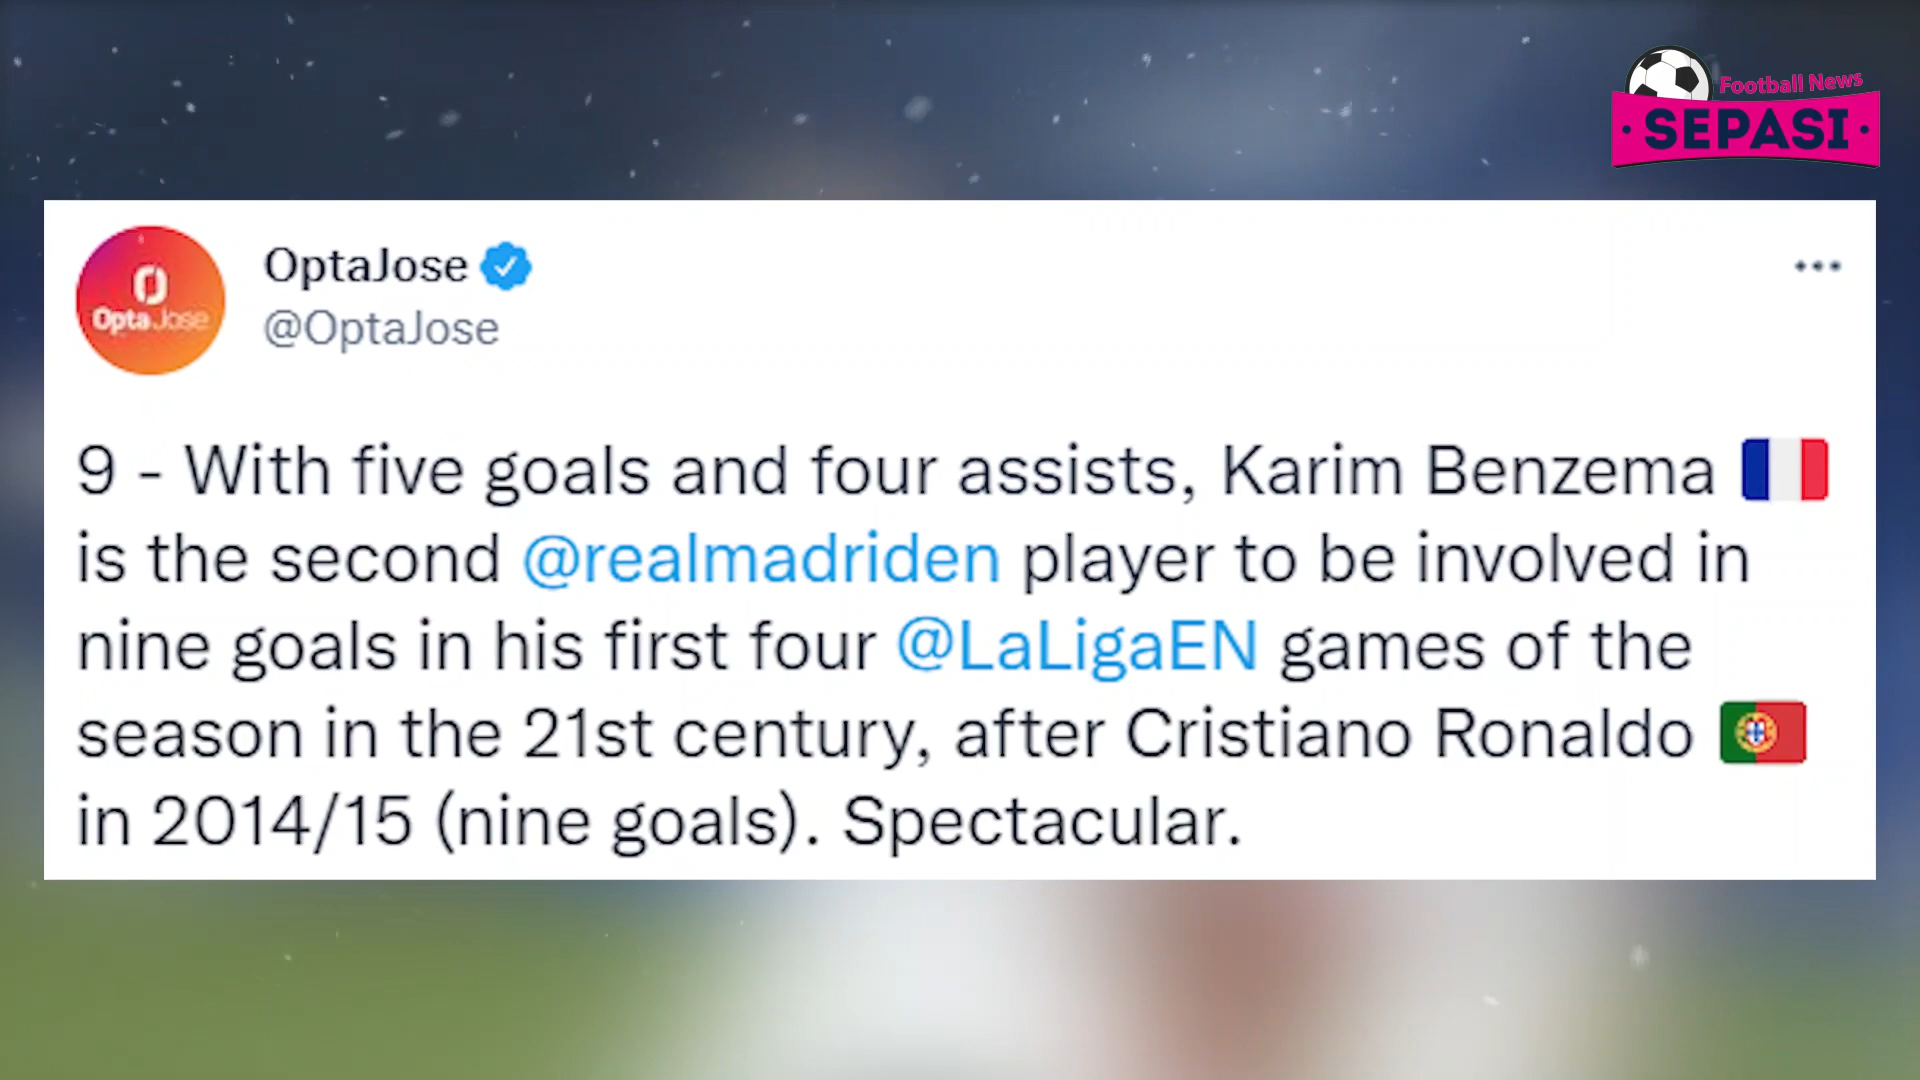 Football News
· SEPASI ·
OptaJose
@OptaJose
Opta Jose
9 - With five goals and four assists, Karim Benzema 🇫🇷
is the second @realmadriden player to be involved in
nine goals in his first four @LaLigaEN games of the
season in the 21st century, after Cristiano Ronaldo 🇵🇹
in 2014/15 (nine goals). Spectacular.